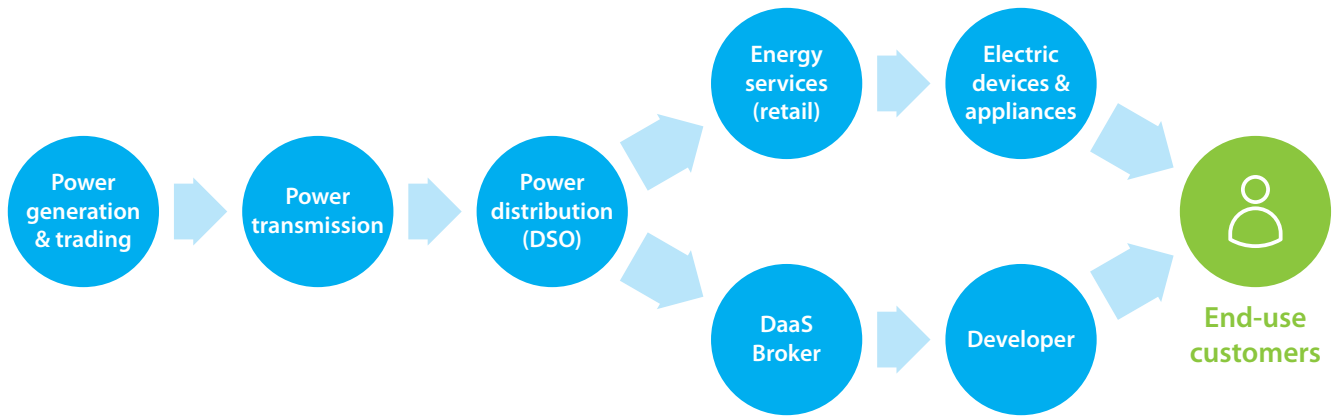 Power
generation
& trading
Power
transmission
Power
distribution
(DSO)
Energy
services
(retail)
Electric
devices &
appliances
DaaS
Broker
Developer
End-use
customers